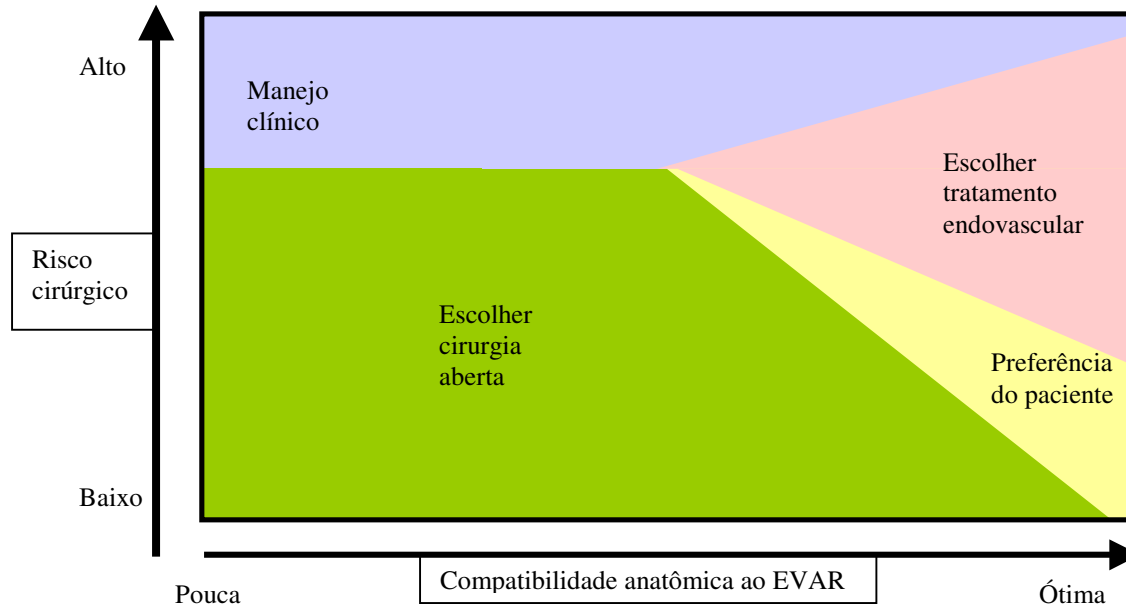 Alto
Manejo
clínico
Escolher
tratamento
endovascular
Risco
cirúrgico
Escolher
cirurgia
aberta
Preferência
do paciente
Baixo
Compatibilidade anatômica ao EVAR
Pouca
Ótima